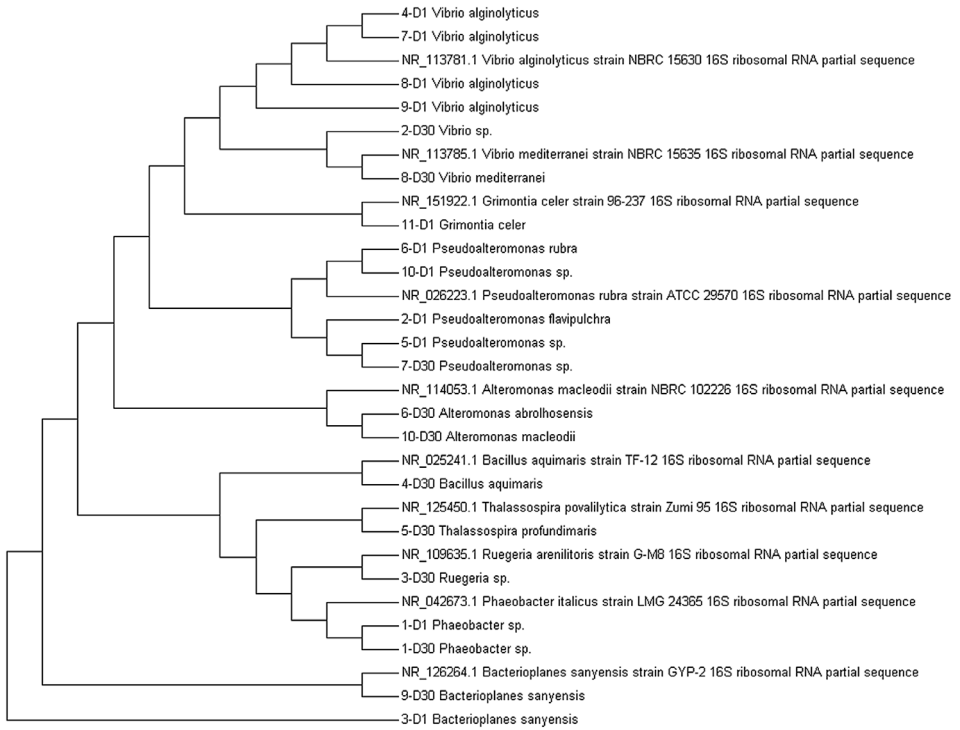 4-D1 Vibrio alginolyticus
7-D1 Vibrio alginolyticus
NR_113781.1 Vibrio alginolyticus strain NBRC 15630 16S ribosomal RNA partial sequence
8-D1 Vibrio alginolyticus
9-D1 Vibrio alginolyticus
2-D30 Vibrio sp.
NR_113785.1 Vibrio mediterranei strain NBRC 15635 16S ribosomal RNA partial sequence
8-D30 Vibrio mediterranei
NR_151922.1 Grimontia celer strain 96-237 16S ribosomal RNA partial sequence
11-D1 Grimontia celer
6-D1 Pseudoalteromonas rubra
10-D1 Pseudoalteromonas sp.
NR_026223.1 Pseudoalteromonas rubra strain ATCC 29570 16S ribosomal RNA partial sequence
2-D1 Pseudoalteromonas flavipulchra
5-D1 Pseudoalteromonas sp.
7-D30 Pseudoalteromonas sp.
NR_114053.1 Alteromonas macleodii strain NBRC 102226 16S ribosomal RNA partial sequence
6-D30 Alteromonas abrolhosensis
10-D30 Alteromonas macleodii
NR_025241.1 Bacillus aquimaris strain TF-12 16S ribosomal RNA partial sequence
4-D30 Bacillus aquimaris
NR_125450.1 Thalassospira povalilytica strain Zumi 95 16S ribosomal RNA partial sequence
5-D30 Thalassospira profundimaris
NR_109635.1 Ruegeria arenilitoris strain G-M8 16S ribosomal RNA partial sequence
3-D30 Ruegeria sp.
NR_042673.1 Phaeobacter italicus strain LMG 24365 16S ribosomal RNA partial sequence
1-D1 Phaeobacter sp.
1-D30 Phaeobacter sp.
NR_126264.1 Bacterioplanes sanyensis strain GYP-2 16S ribosomal RNA partial sequence
9-D30 Bacterioplanes sanyensis
3-D1 Bacterioplanes sanyensis